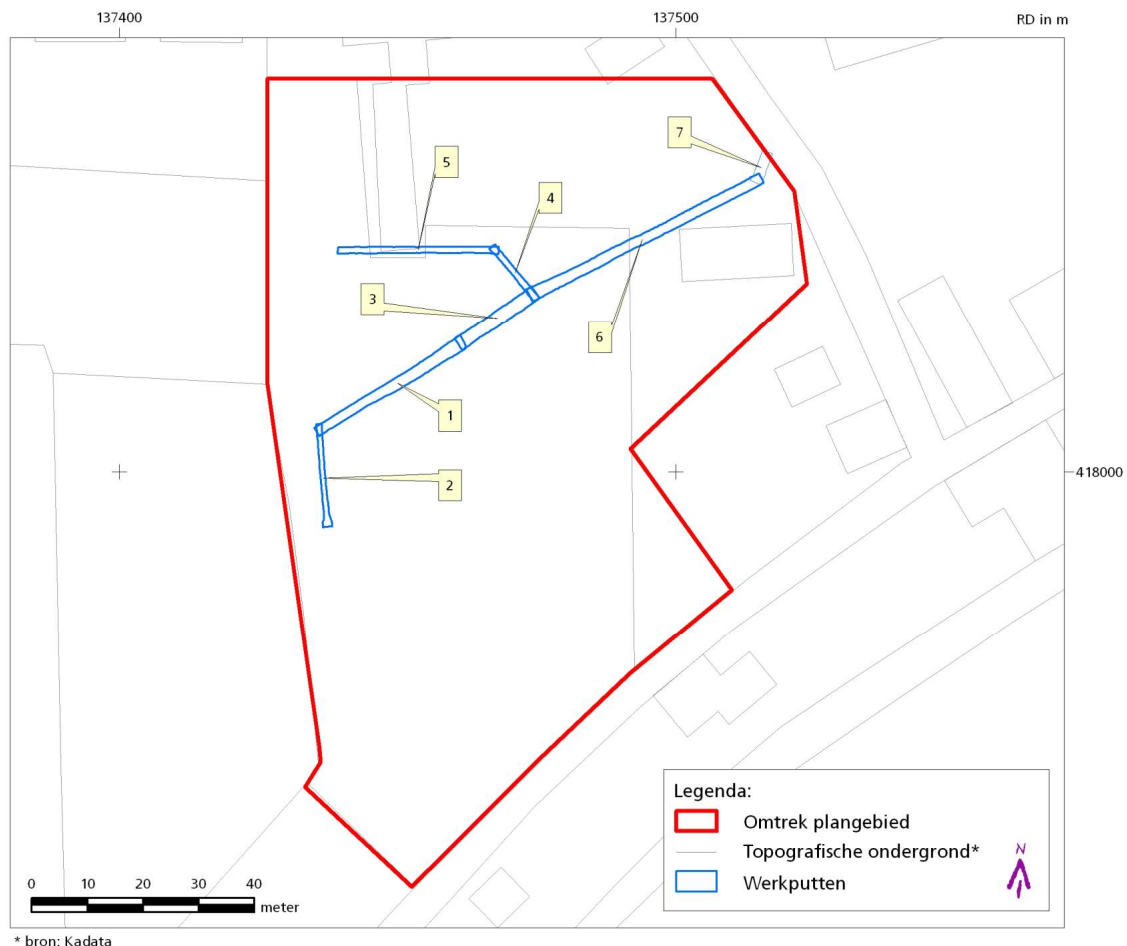 137400
137500
RD in m
7
5
4
3
6
1
2
418000
Legenda:
Omtrek plangebied
Topografische ondergrond*
Werkputten
N
0 10 20 30 40
meter
* bron: Kadata